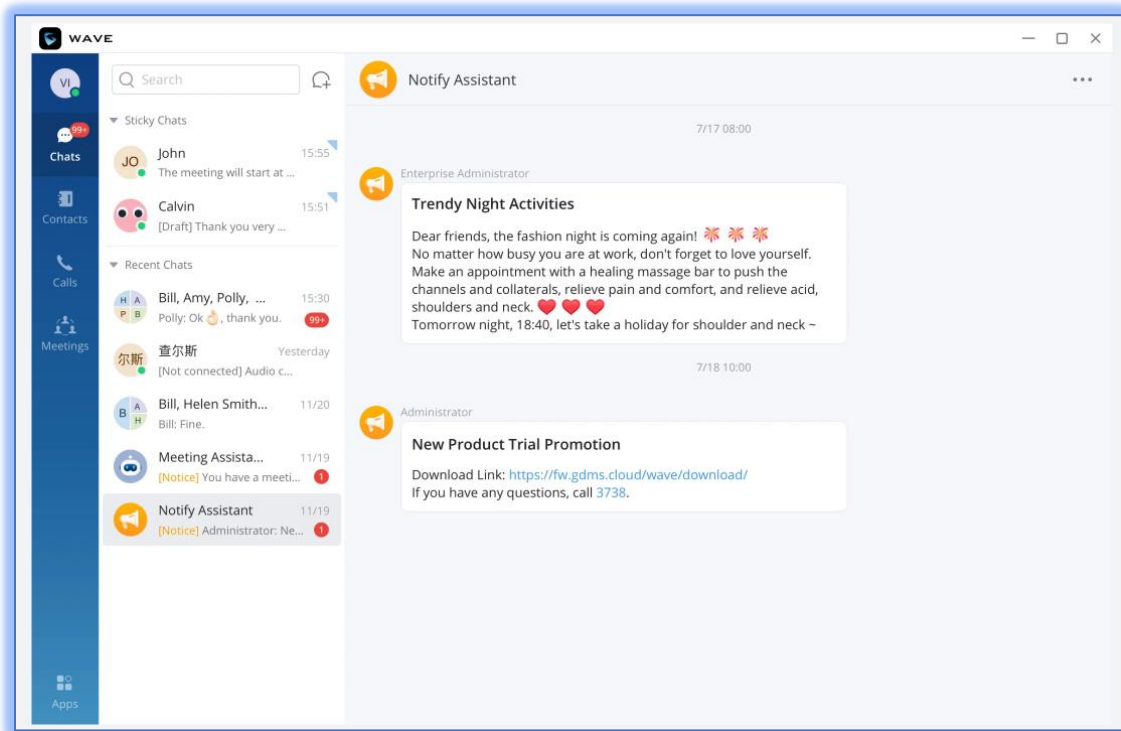 WAVE
VI
Search
Notify Assistant
99+
Chats
Contacts
Calls
Meetings
Apps
Sticky Chats
JO
John
15:55
The meeting will start at ...
Calvin
15:51
[Draft] Thank you very ...
Recent Chats
H A
P B
Bill, Amy, Polly, ...
15:30
Polly: Ok 👌🏻, thank you.
99+
尔斯
查尔斯
Yesterday
[Not connected] Audio c...
B A
H
Bill, Helen Smith...
11/20
Bill: Fine.
Meeting Assista...
11/19
[Notice] You have a meeti...
1
Notify Assistant
11/19
[Notice] Administrator: Ne...
1
7/17 08:00
Enterprise Administrator
Trendy Night Activities
Dear friends, the fashion night is coming again!
No matter how busy you are at work, don't forget to love yourself.
Make an appointment with a healing massage bar to push the
channels and collaterals, relieve pain and comfort, and relieve acid,
shoulders and neck. ❤️ ❤️ ❤️
Tomorrow night, 18:40, let's take a holiday for shoulder and neck ~
7/18 10:00
Administrator
New Product Trial Promotion
Download Link: https://fw.gdms.cloud/wave/download/
If you have any questions, call 3738.